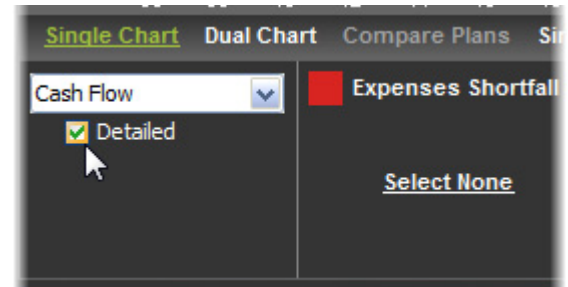 Single Chart Dual Chart Compare Plans
Cash Flow
Expenses Shortfall
Detailed
Select None